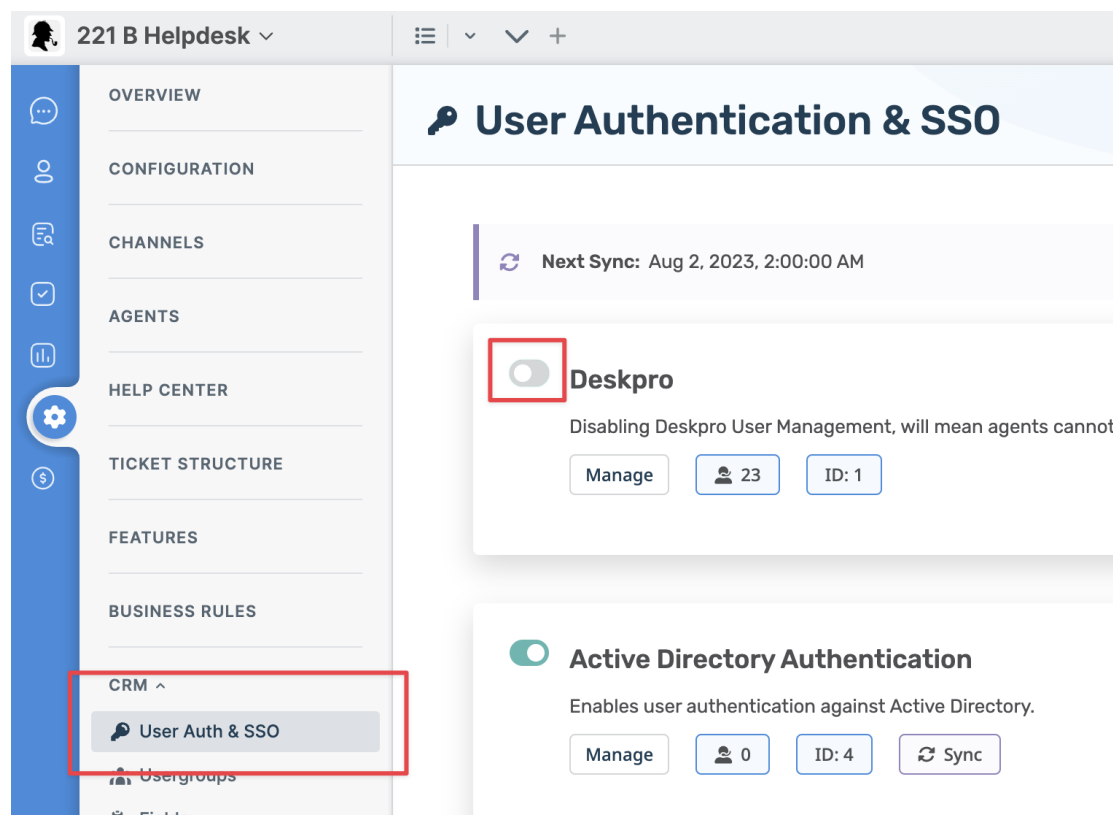 221 B Helpdesk
OVERVIEW
CONFIGURATION
CHANNELS
AGENTS
HELP CENTER
TICKET STRUCTURE
FEATURES
BUSINESS RULES
CRM
User Auth & SSO
Usergroups
User Authentication & SSO
Next Sync: Aug 2, 2023, 2:00:00 AM
Deskpro
Disabling Deskpro User Management, will mean agents cannot
Manage 23 ID: 1
Active Directory Authentication
Enables user authentication against Active Directory.
Manage 0 ID: 4 Sync